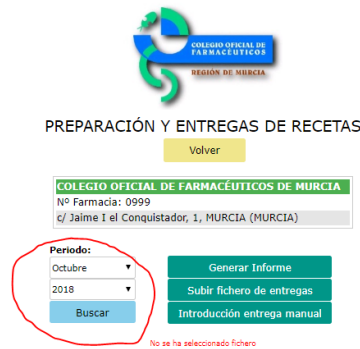 COLEGIO OFICIAL DE
FARMACÉUTICOS
REGIÓN DE MURCIA
PREPARACIÓN Y ENTREGAS DE RECETAS
Volver
COLEGIO OFICIAL DE FARMACÉUTICOS DE MURCIA
Nº Farmacia: 0999
c/ Jaime I el Conquistador, 1, MURCIA (MURCIA)
Periodo:
Octubre
Generar Informe
2018
Subir fichero de entregas
Buscar
Introducción entrega manual
No se ha seleccionado fichero